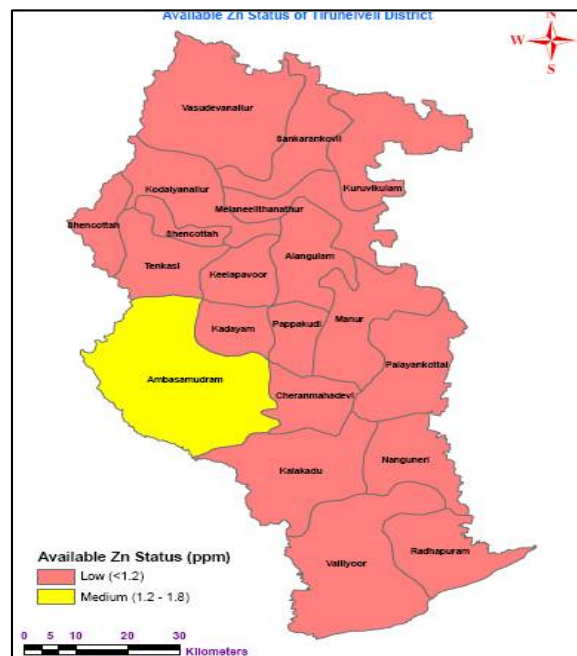 Available Zn Status of Tirunelveli District
N
W
S
Vasudevanallur
Sankarankovil
Kuruvikulam
Kodaiyanallur
Melaneelithanathur
Shencottah
Shencottah
Alangulam
Tenkasi
Keelapavoor
Kadayam
Pappakudi
Manur
Palayankottai
Ambasamudram
Cheranmahadevi
Kalakadu
Nanguneri
Valliyoor
Radhapuram
Available Zn Status (ppm)
Low (<1.2)
Medium (1.2 - 1.8)
0 5 10 20 30
Kilometers